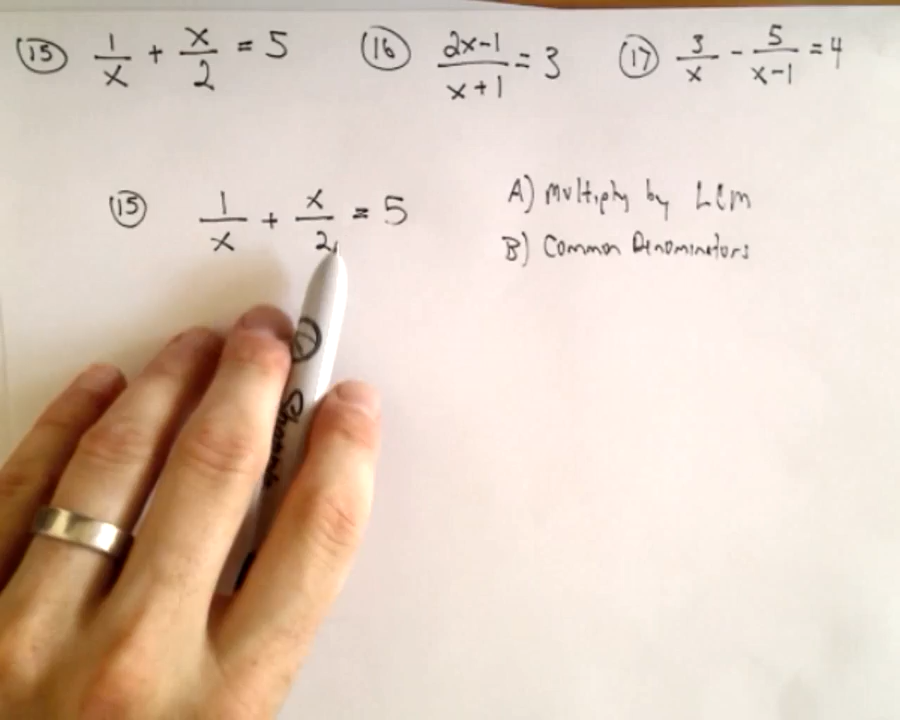 (15) 1/x + x/2 = 5 (16) 2x-1/x+1 = 3 (17) 3/x - 5/x-1 = 4
(15) 1/x + x/2 = 5
A) Multiply by LCM
B) Common Denominators